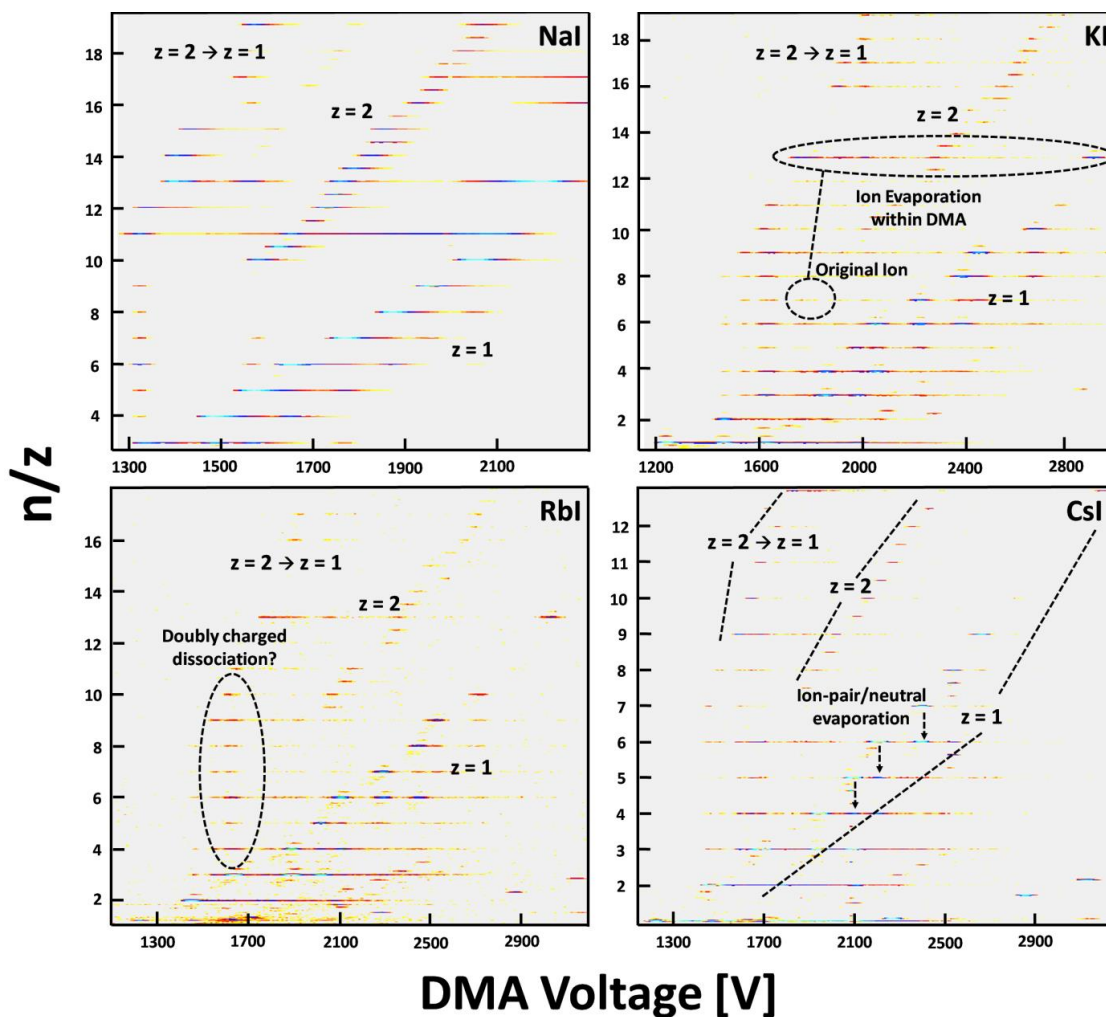 NaI
z = 2 → z = 1
z = 2
z = 1
18
16
14
12
10
8
6
4
1300 1500 1700 1900 2100
KI
z = 2 → z = 1
z = 2
Ion Evaporation
within DMA
Original Ion
z = 1
18
16
14
12
10
8
6
4
2
1200 1600 2000 2400 2800
n/z
RbI
z = 2 → z = 1
z = 2
Doubly charged
dissociation?
z = 1
16
14
12
10
8
6
4
2
1300 1700 2100 2500 2900
CsI
z = 2 → z = 1
z = 2
Ion-pair/neutral
evaporation
z = 1
12
11
10
9
8
7
6
5
4
3
2
1300 1700 2100 2500 2900
DMA Voltage [V]